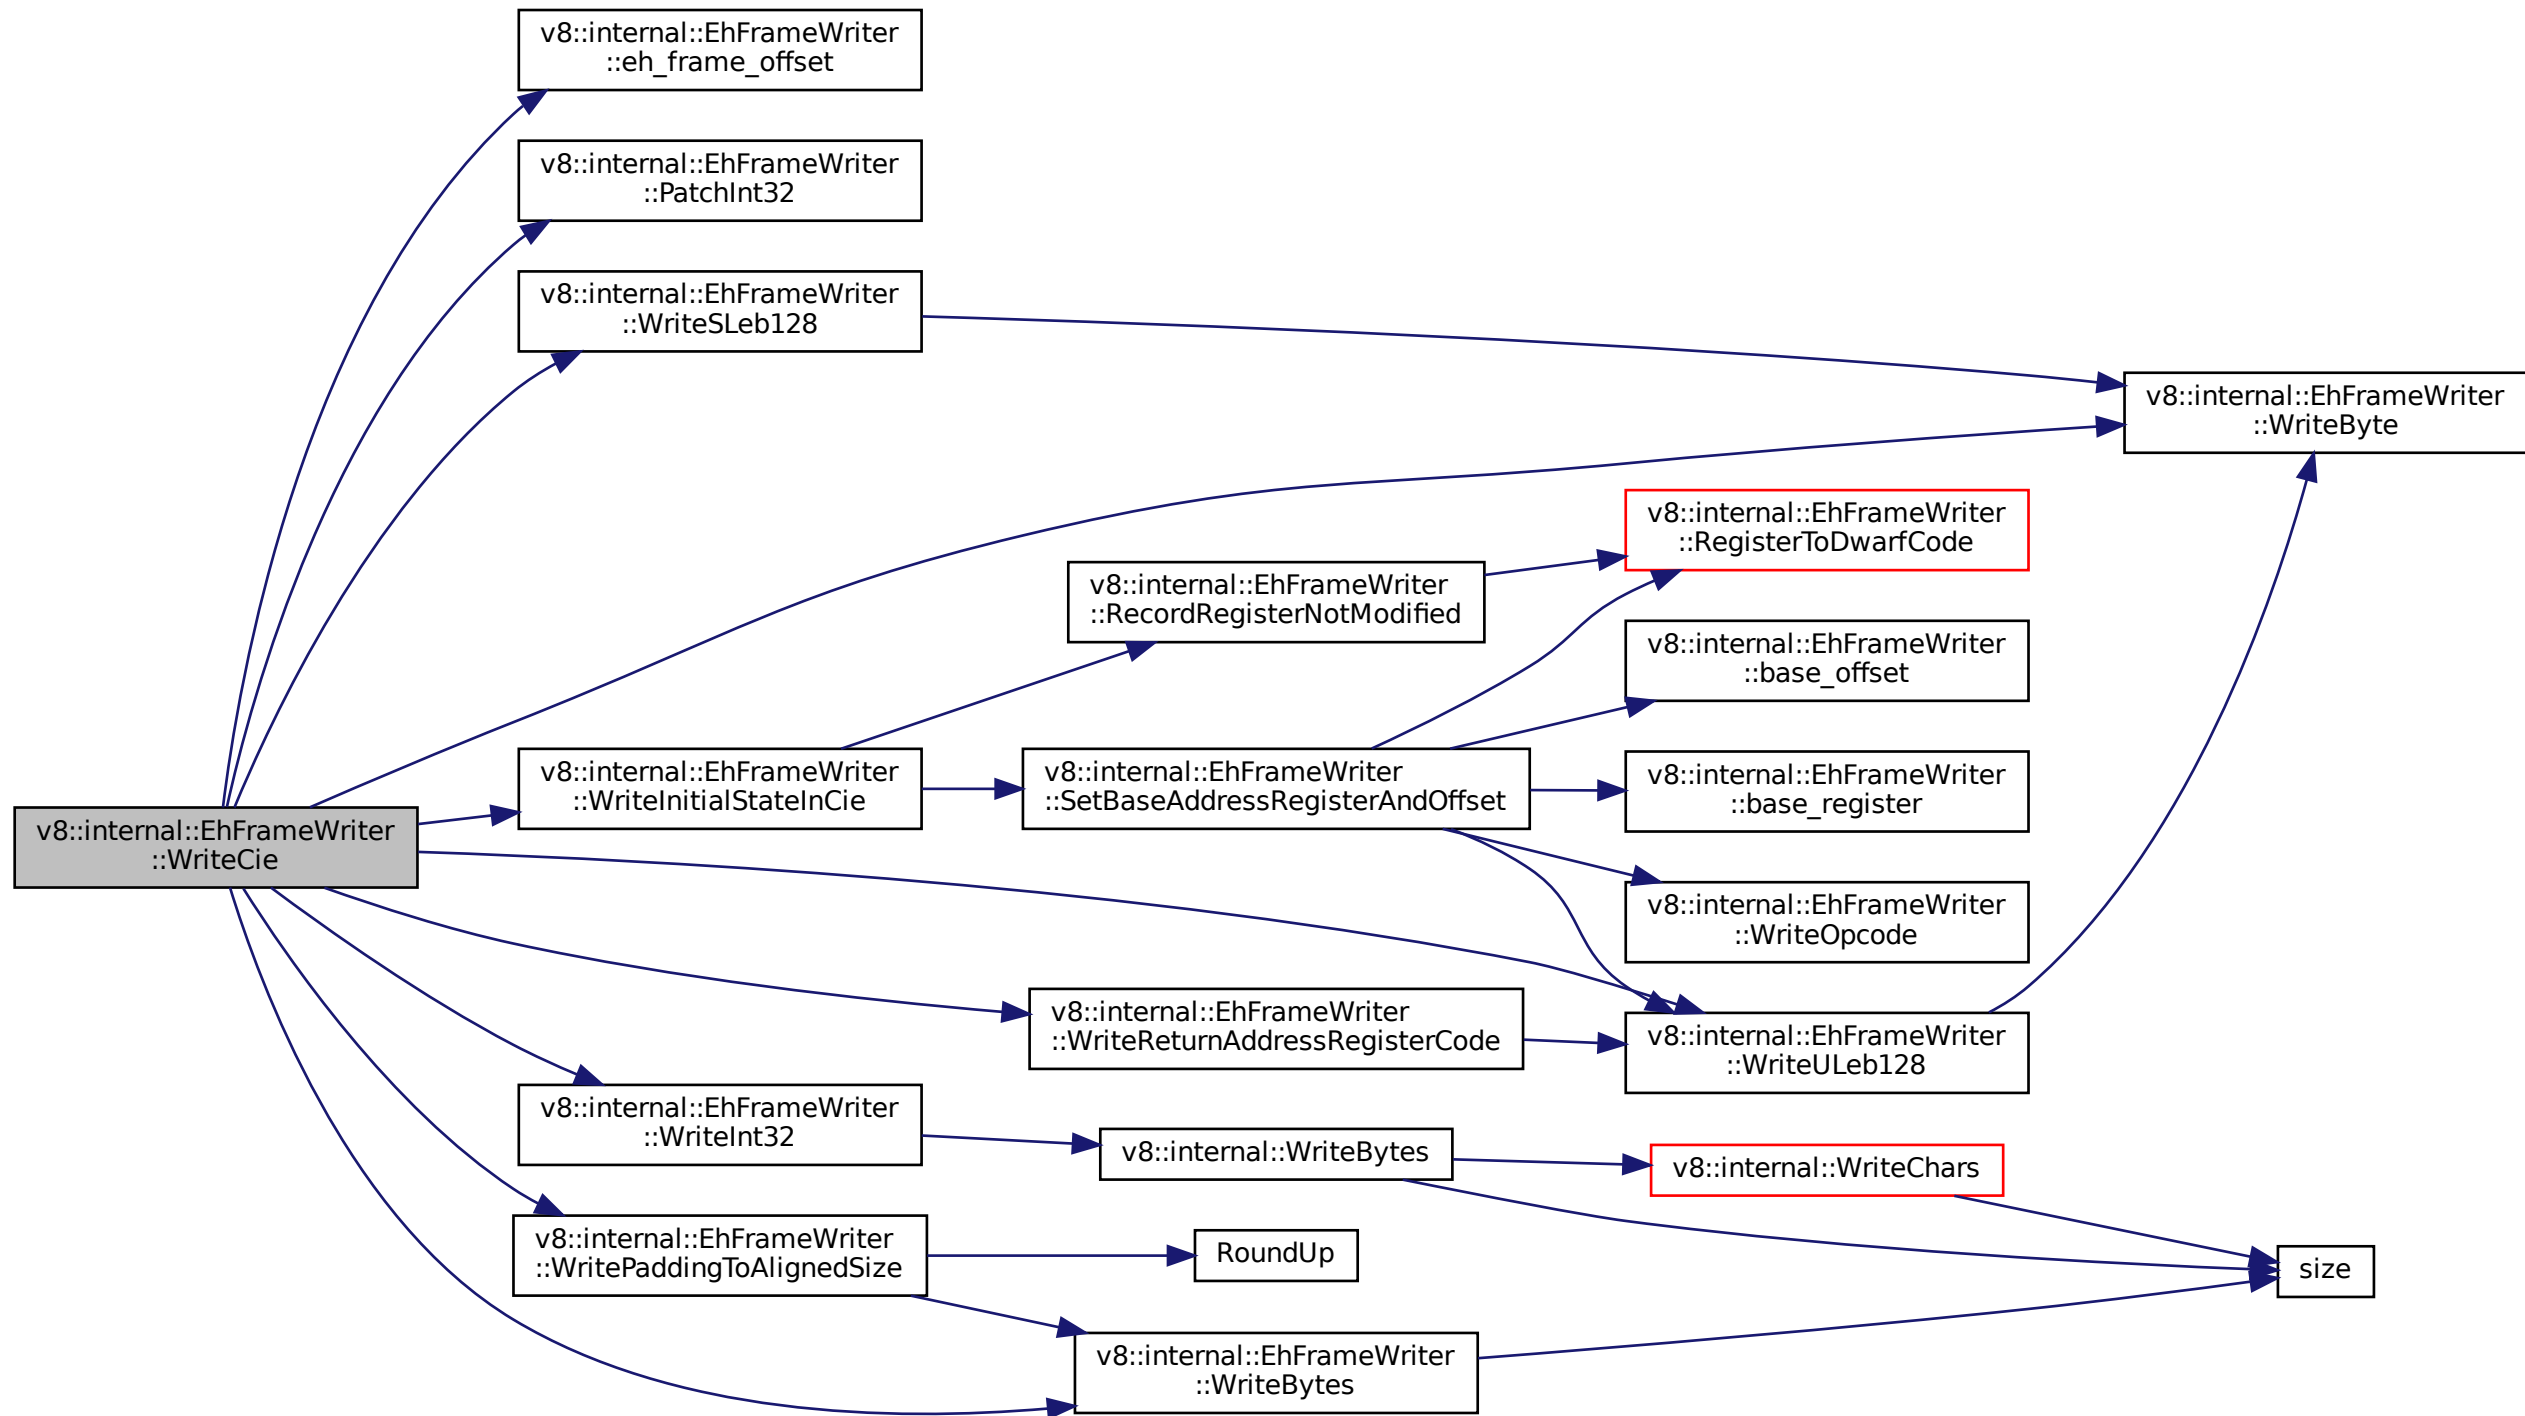 v8::internal::EhFrameWriter
::eh_frame_offset
v8::internal::EhFrameWriter
::PatchInt32
v8::internal::EhFrameWriter
::WriteSLeb128
v8::internal::EhFrameWriter
::WriteByte
v8::internal::EhFrameWriter
::RegisterToDwarfCode
v8::internal::EhFrameWriter
::RecordRegisterNotModified
v8::internal::EhFrameWriter
::base_offset
v8::internal::EhFrameWriter
::WriteInitialStateInCie
v8::internal::EhFrameWriter
::SetBaseAddressRegisterAndOffset
v8::internal::EhFrameWriter
::base_register
v8::internal::EhFrameWriter
::WriteCie
v8::internal::EhFrameWriter
::WriteOpcode
v8::internal::EhFrameWriter
::WriteReturnAddressRegisterCode
v8::internal::EhFrameWriter
::WriteULeb128
v8::internal::EhFrameWriter
::WriteInt32
v8::internal::WriteBytes
v8::internal::WriteChars
v8::internal::EhFrameWriter
::WritePaddingToAlignedSize
RoundUp
size
v8::internal::EhFrameWriter
::WriteBytes